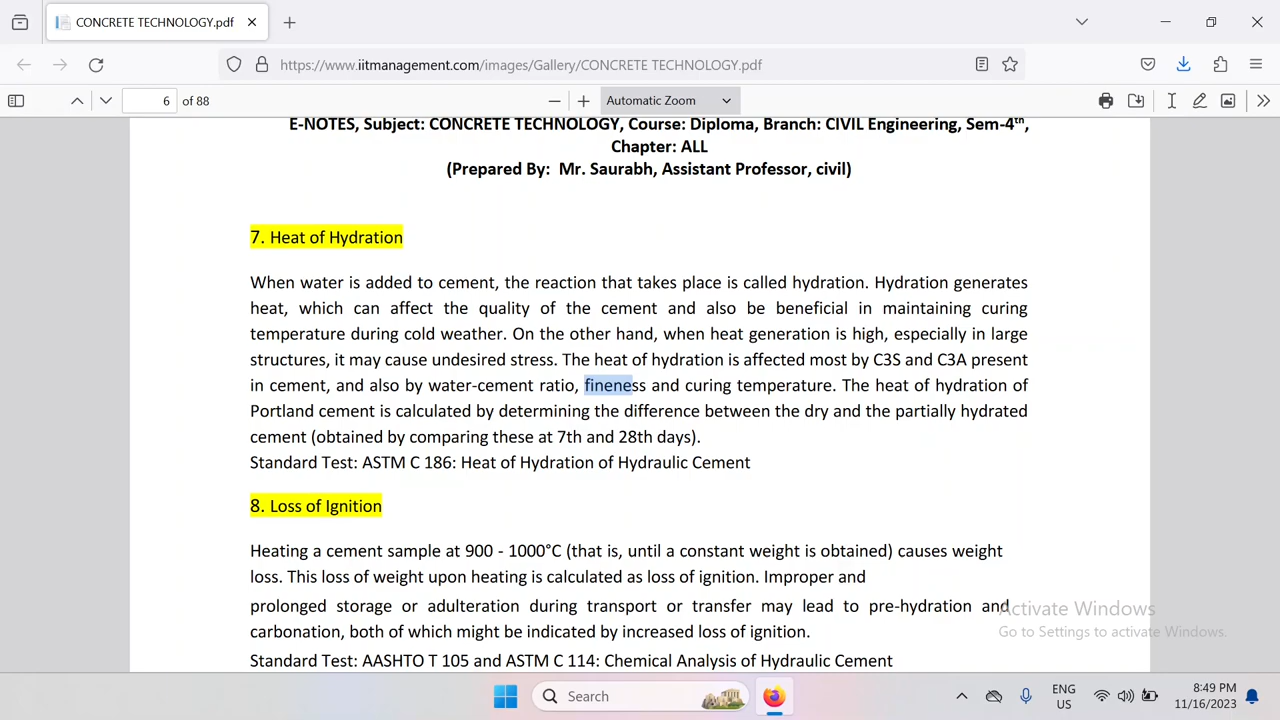 CONCRETE TECHNOLOGY.pdf
https://www.iitmanagement.com/images/Gallery/CONCRETE TECHNOLOGY.pdf
6 of 88
Automatic Zoom
E-NOTES, Subject: CONCRETE TECHNOLOGY, Course: Diploma, Branch: CIVIL Engineering, Sem-4th,
Chapter: ALL
(Prepared By: Mr. Saurabh, Assistant Professor, civil)
7. Heat of Hydration
When water is added to cement, the reaction that takes place is called hydration. Hydration generates
heat, which can affect the quality of the cement and also be beneficial in maintaining curing
temperature during cold weather. On the other hand, when heat generation is high, especially in large
structures, it may cause undesired stress. The heat of hydration is affected most by C3S and C3A present
in cement, and also by water-cement ratio, fineness and curing temperature. The heat of hydration of
Portland cement is calculated by determining the difference between the dry and the partially hydrated
cement (obtained by comparing these at 7th and 28th days).
Standard Test: ASTM C 186: Heat of Hydration of Hydraulic Cement
8. Loss of Ignition
Heating a cement sample at 900 - 1000°C (that is, until a constant weight is obtained) causes weight
loss. This loss of weight upon heating is calculated as loss of ignition. Improper and
prolonged storage or adulteration during transport or transfer may lead to pre-hydration and
carbonation, both of which might be indicated by increased loss of ignition.
Standard Test: AASHTO T 105 and ASTM C 114: Chemical Analysis of Hydraulic Cement
Activate Windows
Go to Settings to activate Windows.
Search
ENG
US
8:49 PM
11/16/2023